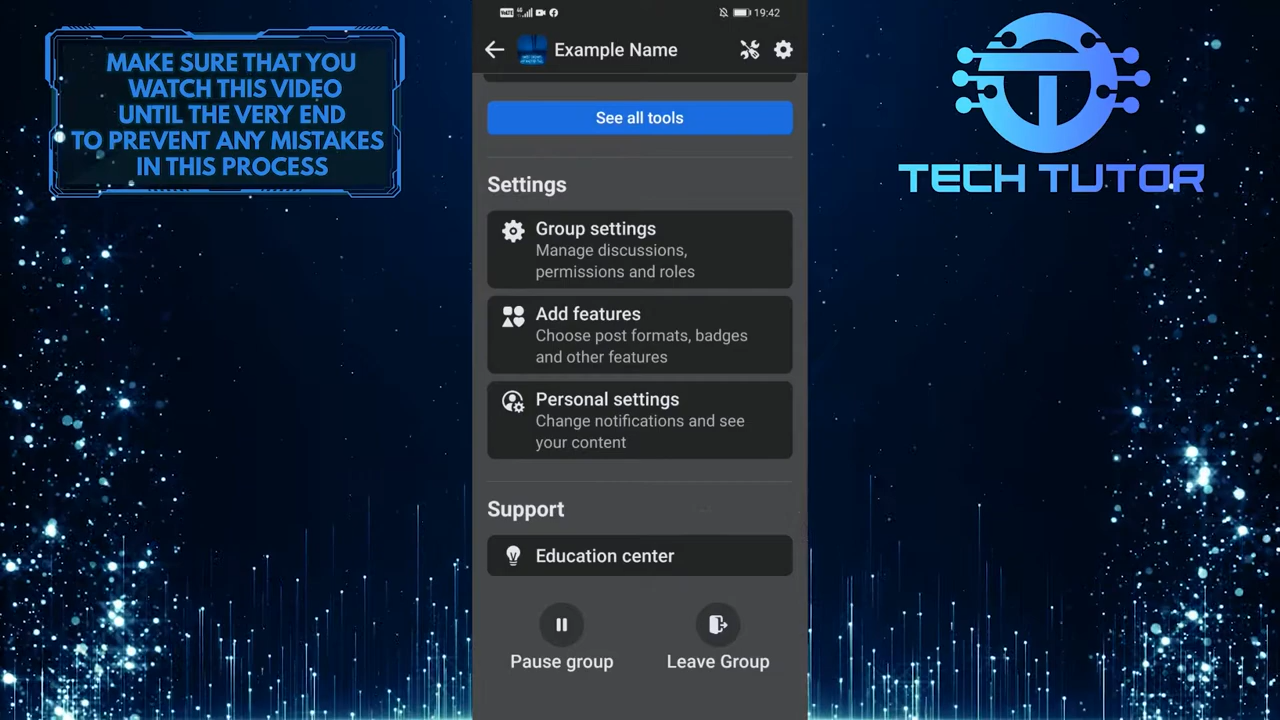 MAKE SURE THAT YOU
WATCH THIS VIDEO
UNTIL THE VERY END
TO PREVENT ANY MISTAKES
IN THIS PROCESS
19:42
Example Name
See all tools
Settings
Group settings
Manage discussions,
permissions and roles
Add features
Choose post formats, badges
and other features
Personal settings
Change notifications and see
your content
Support
Education center
Pause group
Leave Group
TECH TUTOR